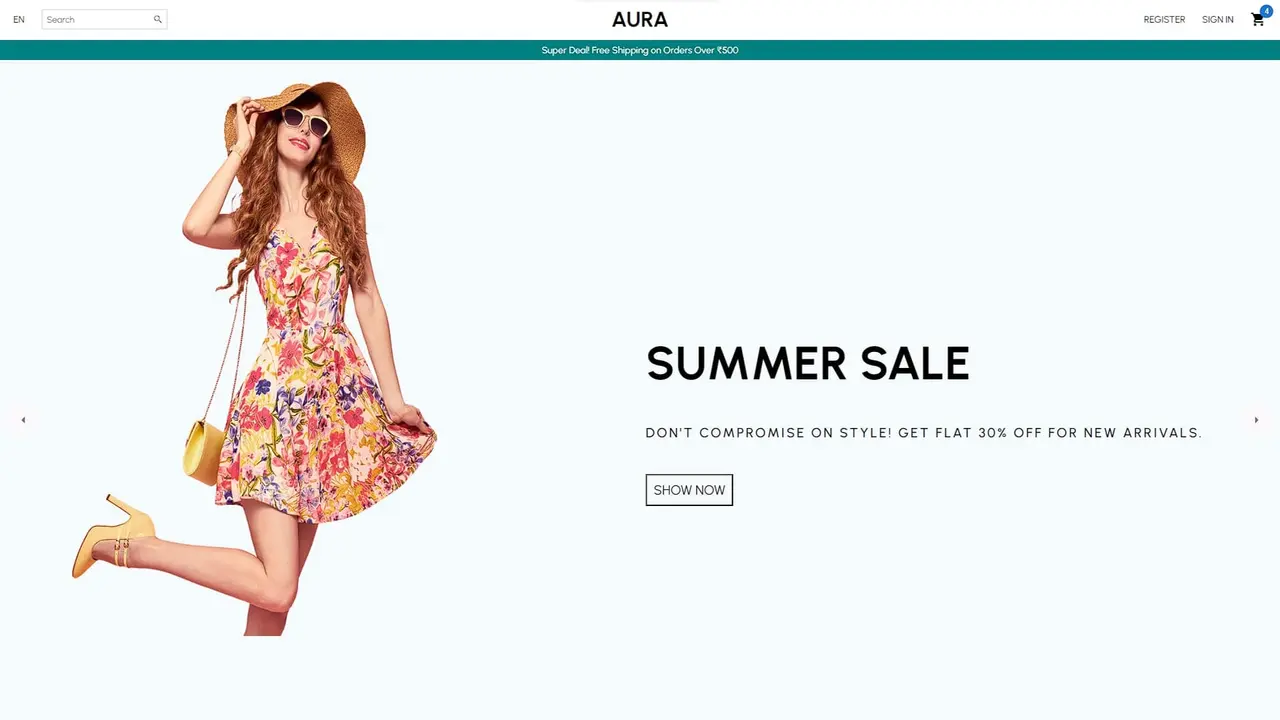 EN
Search
AURA
REGISTER
SIGN IN
4
Super Deal! Free Shipping on Orders Over ₹500
SUMMER SALE
DON'T COMPROMISE ON STYLE! GET FLAT 30% OFF FOR NEW ARRIVALS.
SHOW NOW